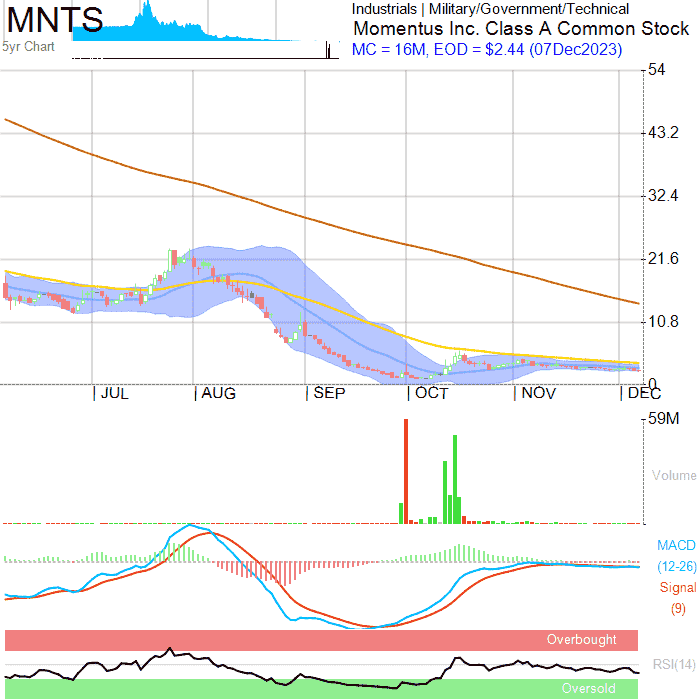 MNTS
5yr Chart
Industrials | Military/Government/Technical
Momentus Inc. Class A Common Stock
MC = 16M, EOD = $2.44 (07Dec2023)
54
43.2
32.4
21.6
10.8
0
JUL
AUG
SEP
OCT
NOV
DEC
59M
Volume
MACD
(12-26)
Signal
(9)
Overbought
RSI(14)
Oversold